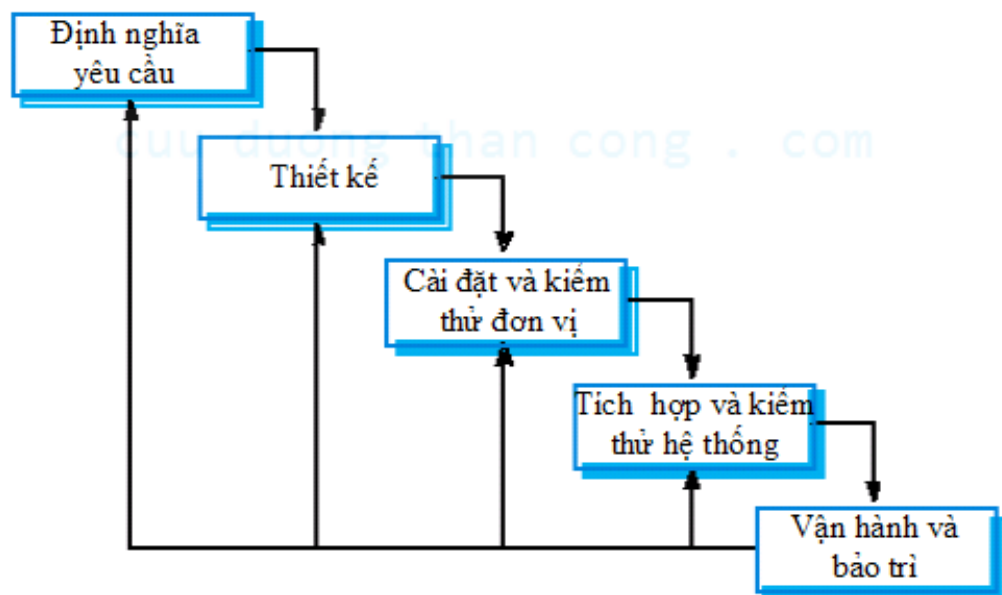 Định nghĩa
yêu cầu
cuu duong than cong . com
Thiết kế
Cài đặt và kiểm
thử đơn vị
Tích hợp và kiểm
thử hệ thống
Vận hành và
bảo trì